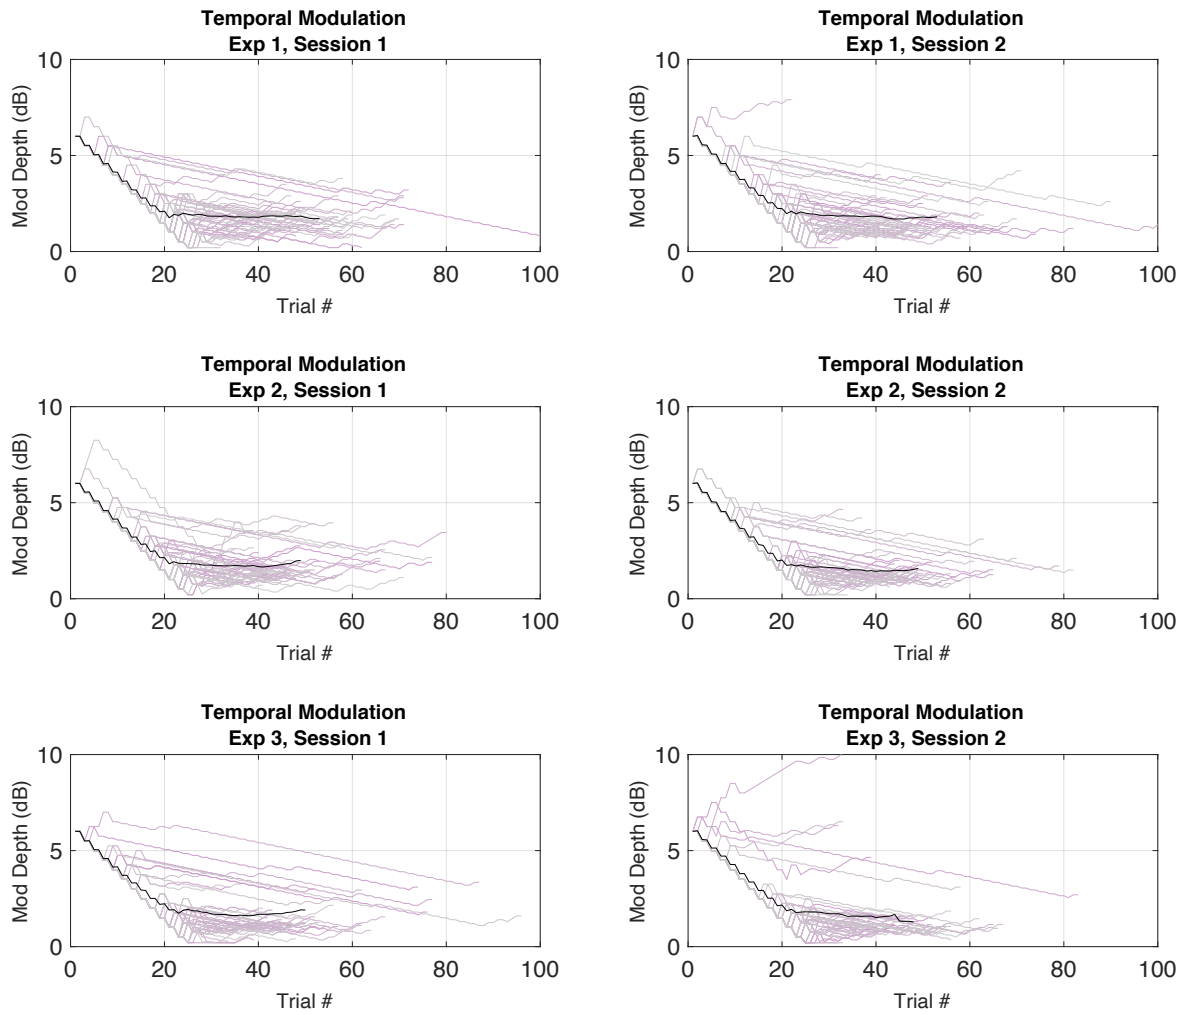 Temporal Modulation
Exp 1, Session 1
10
5
0
Mod Depth (dB)
0 20 40 60 80 100
Trial #
Temporal Modulation
Exp 1, Session 2
10
5
0
Mod Depth (dB)
0 20 40 60 80 100
Trial #
Temporal Modulation
Exp 2, Session 1
10
5
0
Mod Depth (dB)
0 20 40 60 80 100
Trial #
Temporal Modulation
Exp 2, Session 2
10
5
0
Mod Depth (dB)
0 20 40 60 80 100
Trial #
Temporal Modulation
Exp 3, Session 1
10
5
0
Mod Depth (dB)
0 20 40 60 80 100
Trial #
Temporal Modulation
Exp 3, Session 2
10
5
0
Mod Depth (dB)
0 20 40 60 80 100
Trial #